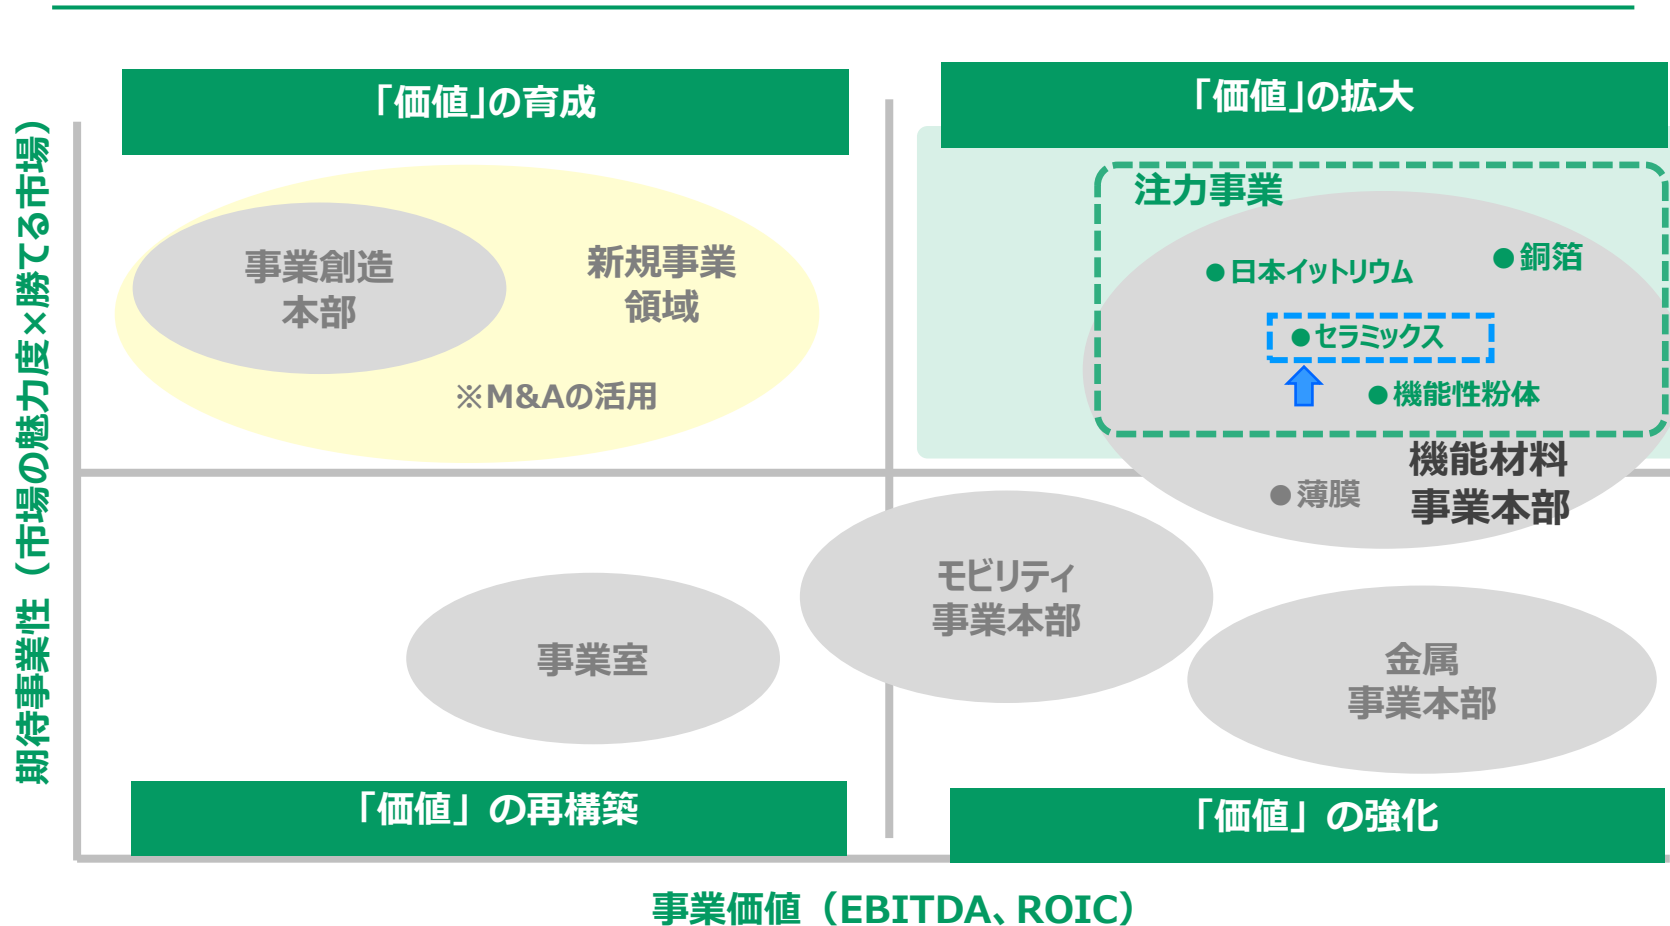 「価値」の育成
「価値」の拡大
期待事業性（市場の魅力度×勝てる市場）
注力事業
事業創造
本部
新規事業
領域
※M&Aの活用
●日本イットリウム
●銅箔
●セラミックス
●機能性粉体
機能材料
事業本部
●薄膜
モビリティ
事業本部
事業室
金属
事業本部
「価値」の再構築
「価値」の強化
事業価値（EBITDA、ROIC）